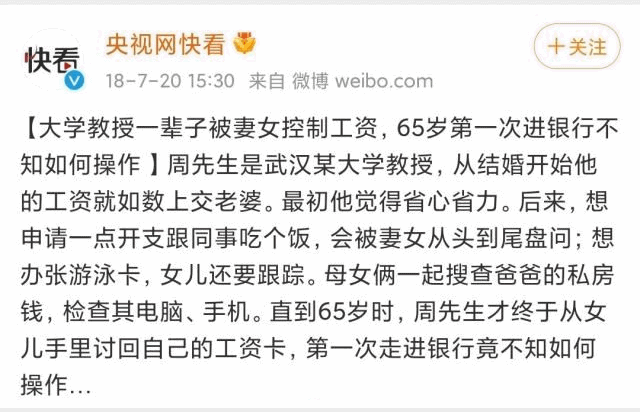 快看
央视网快看
+关注
18-7-20 15:30 来自 微博 weibo.com
【大学教授一辈子被妻女控制工资，65岁第一次进银行不
知如何操作 】周先生是武汉某大学教授，从结婚开始他
的工资就如数上交老婆。最初他觉得省心省力。后来，想
申请一点开支跟同事吃个饭，会被妻女从头到尾盘问；想
办张游泳卡，女儿还要跟踪。母女俩一起搜查爸爸的私房
钱，检查其电脑、手机。直到65岁时，周先生才终于从女
儿手里讨回自己的工资卡，第一次走进银行竟不知如何
操作...